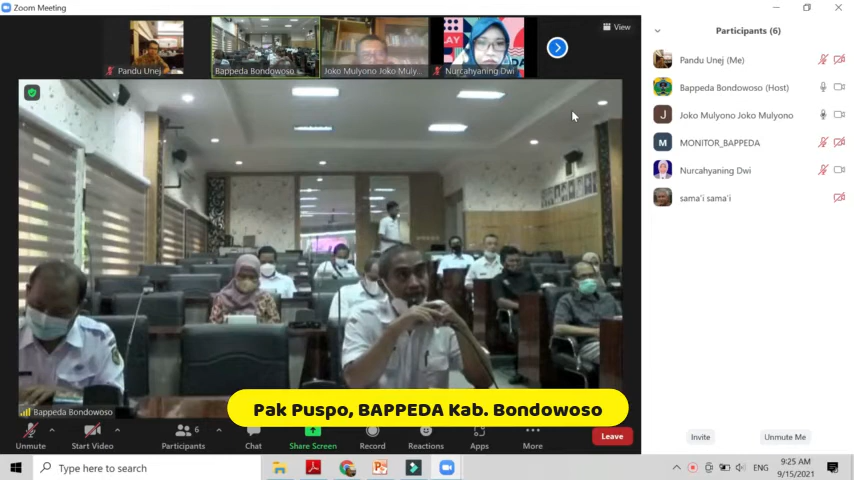 Zoom Meeting
View
Pandu Unej
Bappeda Bondowoso
Joko Mulyono Joko Muly...
Nurcahyaning Dwi
Participants (6)
Pandu Unej (Me)
Bappeda Bondowoso (Host)
J
Joko Mulyono Joko Mulyono
M
MONITOR_BAPPEDA
Nurcahyaning Dwi
sama'i sama'i
Bappeda Bondowoso
Pak Puspo, BAPPEDA Kab. Bondowoso
6
Unmute
Start Video
Participants
Chat
Share Screen
Record
Reactions
Apps
More
Leave
Invite
Unmute Me
Type here to search
ENG
9:25 AM
9/15/2021